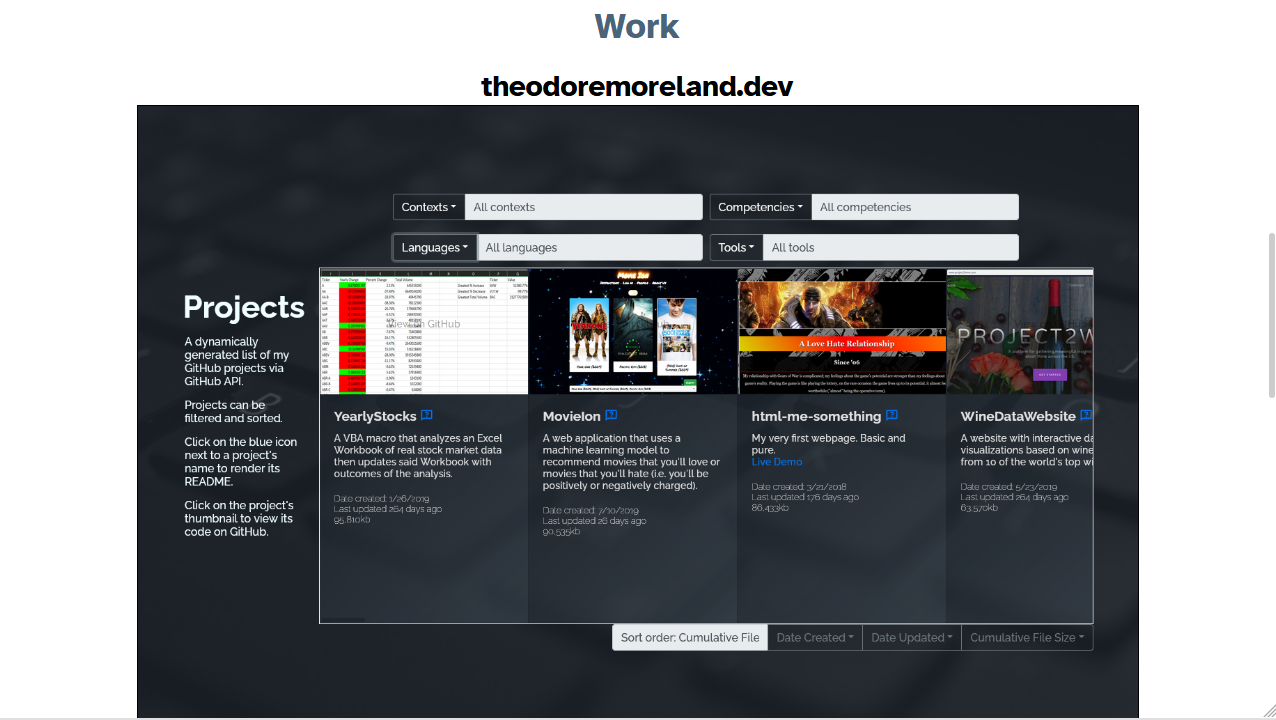 Work
theodoremoreland.dev
Contexts
All contexts
Competencies
All competencies
Languages
All languages
Tools
All tools
Projects
A dynamically
generated list of my
GitHub projects via
GitHub API.
Projects can be
filtered and sorted.
Click on the blue icon
next to a project's
name to render its
README.
Click on the project's
thumbnail to view its
code on GitHub.
View on GitHub
YearlyStocks
A VBA macro that analyzes an Excel
Workbook of real stock market data
then updates said Workbook with
outcomes of the analysis.
Date created: 1/26/2019
Last updated 264 days ago
95.810kb
MovieIon
A web application that uses a
machine learning model to
recommend movies that you'll love or
movies that you'll hate (i.e. you'll be
positively or negatively charged).
Date created: 7/10/2019
Last updated 26 days ago
90.535kb
A Love Hate Relationship
Since '06
html-me-something
My very first webpage. Basic and
pure.
Live Demo
Date created: 3/21/2018
Last updated 176 days ago
86.433kb
PROJECT2W
GET STARTED
WineDataWebsite
A website with interactive da
visualizations based on wine
from 10 of the world's top wi
Date created: 5/23/2019
Last updated 264 days ago
63.570kb
Sort order: Cumulative File
Date Created
Date Updated
Cumulative File Size